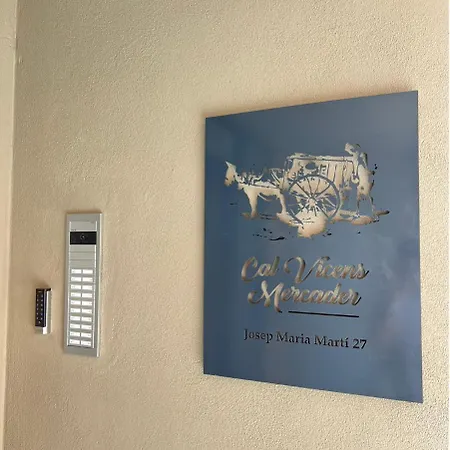 Cal Vicens
Mercader
Josep Maria Martí 27